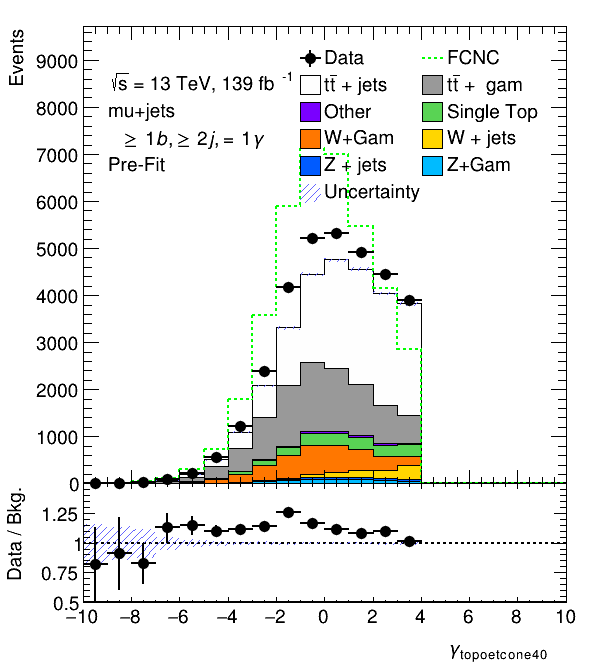 Events
9000
8000
7000
6000
5000
4000
3000
2000
1000
0
√s = 13 TeV, 139 fb⁻¹
mu+jets
≥ 1b, ≥ 2j, = 1γ
Pre-Fit
Data
FCNC
tt̄ + jets
tt̄ + gam
Other
Single Top
W+Gam
W + jets
Z + jets
Z+Gam
Uncertainty
Data / Bkg.
1.25
1
0.75
0.5
−10 −8 −6 −4 −2 0 2 4 6 8 10
γtopoetcone40